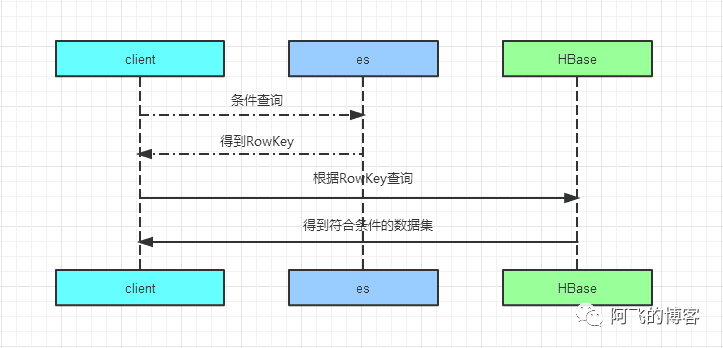 client
es
HBase
条件查询
得到RowKey
根据RowKey查询
得到符合条件的数据集
client
es
HBase
阿飞的博客